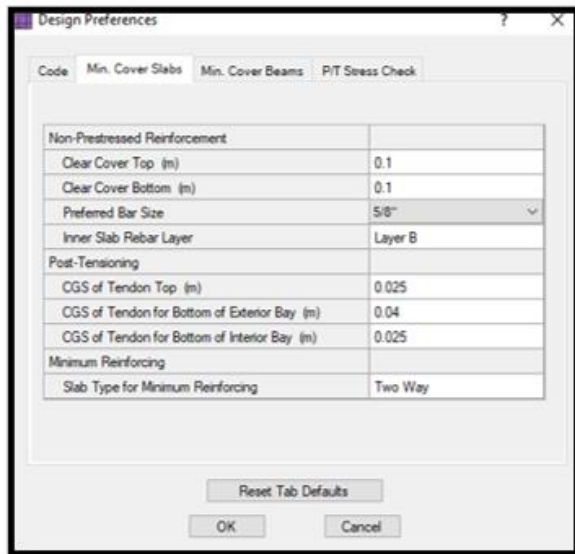 Design Preferences ? ×
Code Min. Cover Slabs Min. Cover Beams P/T Stress Check
Non-Prestressed Reinforcement
Clear Cover Top (m) 0.1
Clear Cover Bottom (m) 0.1
Preferred Bar Size 5/8"
Inner Slab Rebar Layer Layer B
Post-Tensioning
CGS of Tendon Top (m) 0.025
CGS of Tendon for Bottom of Exterior Bay (m) 0.04
CGS of Tendon for Bottom of Interior Bay (m) 0.025
Minimum Reinforcing
Slab Type for Minimum Reinforcing Two Way
Reset Tab Defaults
OK Cancel